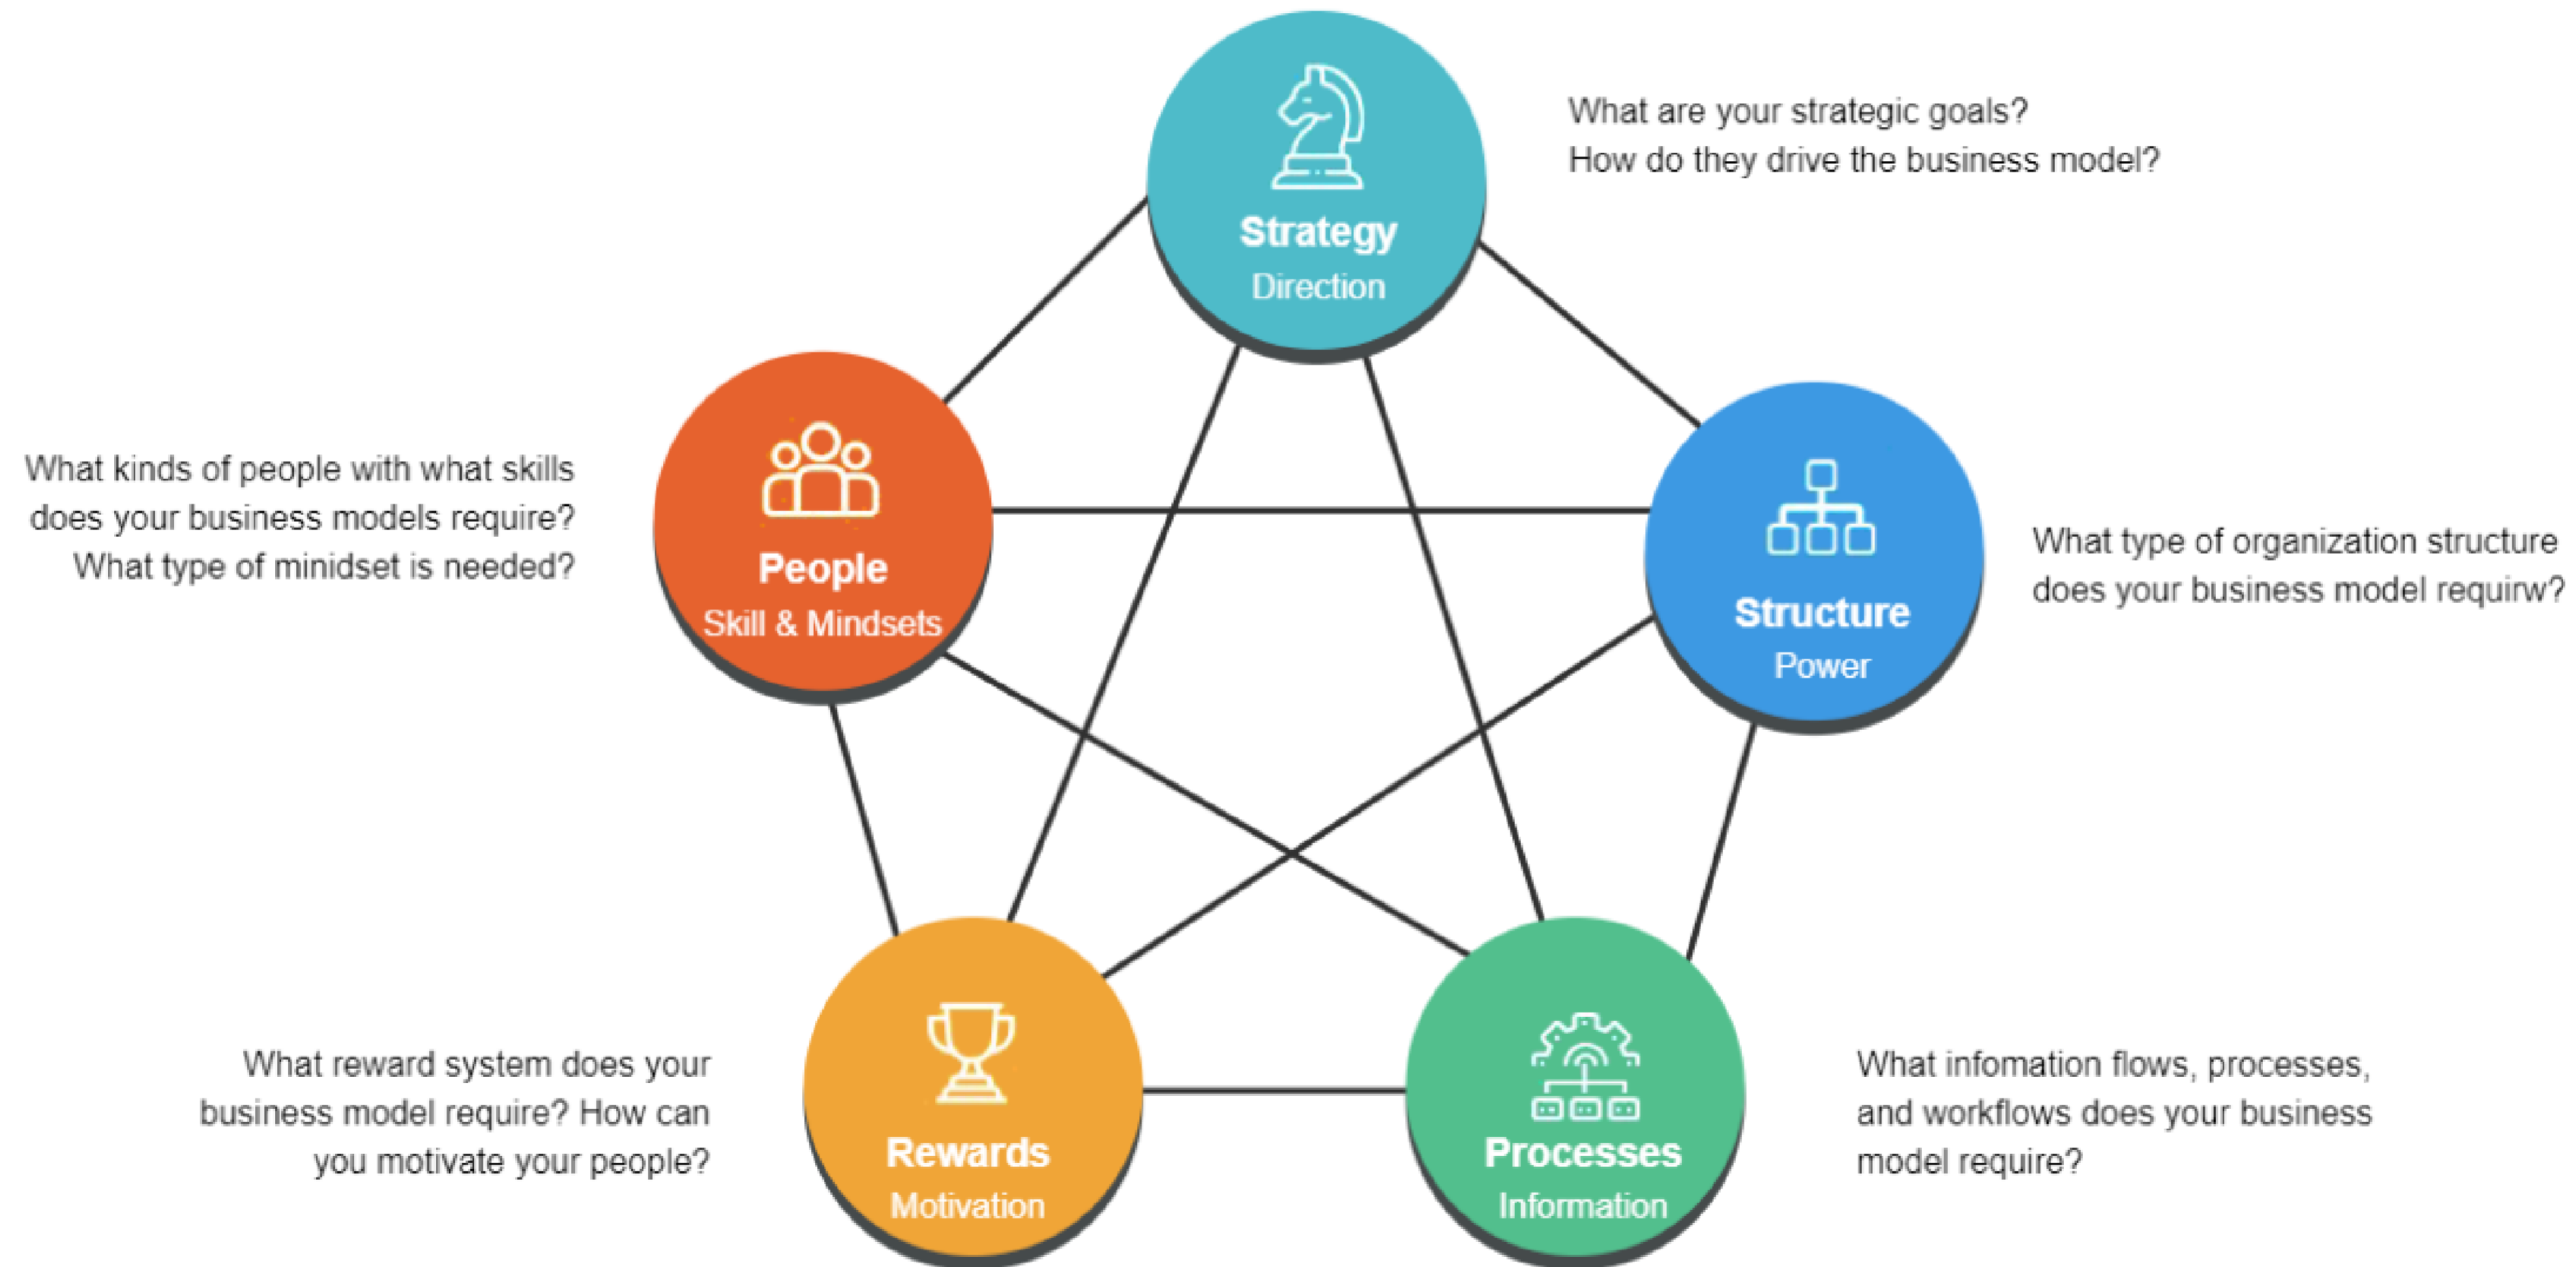 What are your strategic goals?
How do they drive the business model?
Strategy
Direction
What kinds of people with what skills
does your business models require?
What type of minidset is needed?
People
Skill & Mindsets
Structure
Power
What type of organization structure
does your business model requirw?
What reward system does your
business model require? How can
you motivate your people?
Rewards
Motivation
Processes
Information
What infomation flows, processes,
and workflows does your business
model require?